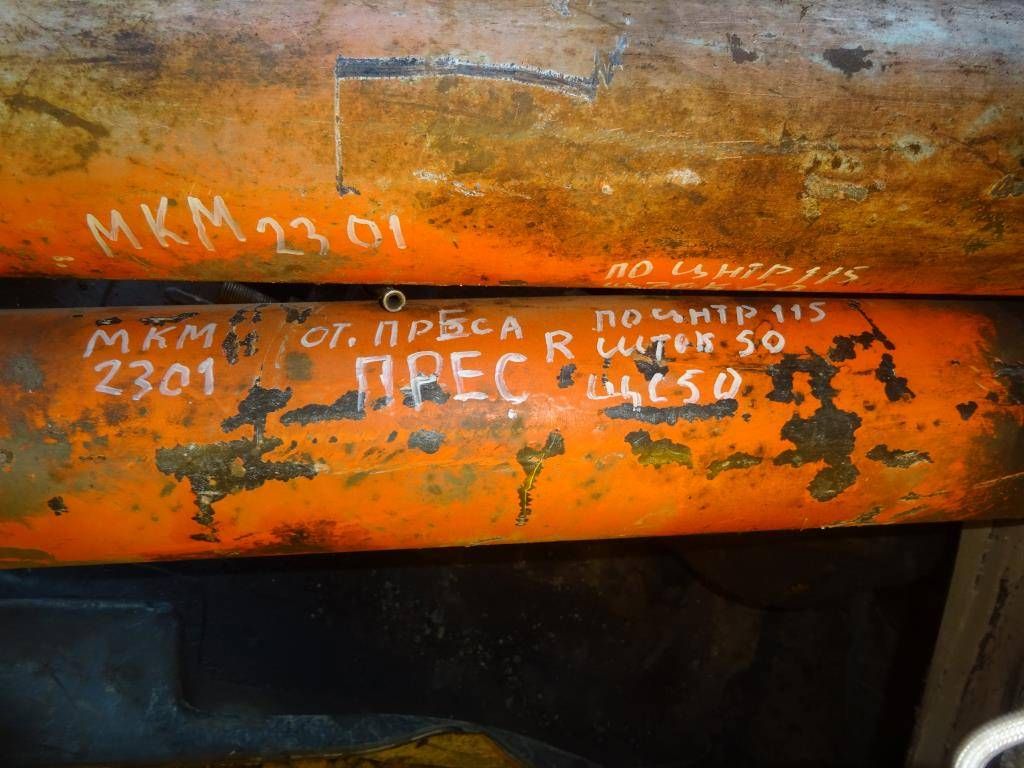 МКМ 2301
ПО ЦНТР 115
МКМ
2301
ОТ. ПРЕСА
ПРЕС
R
ПО ЦНТР 115
ШТОК 50
ЩС 50